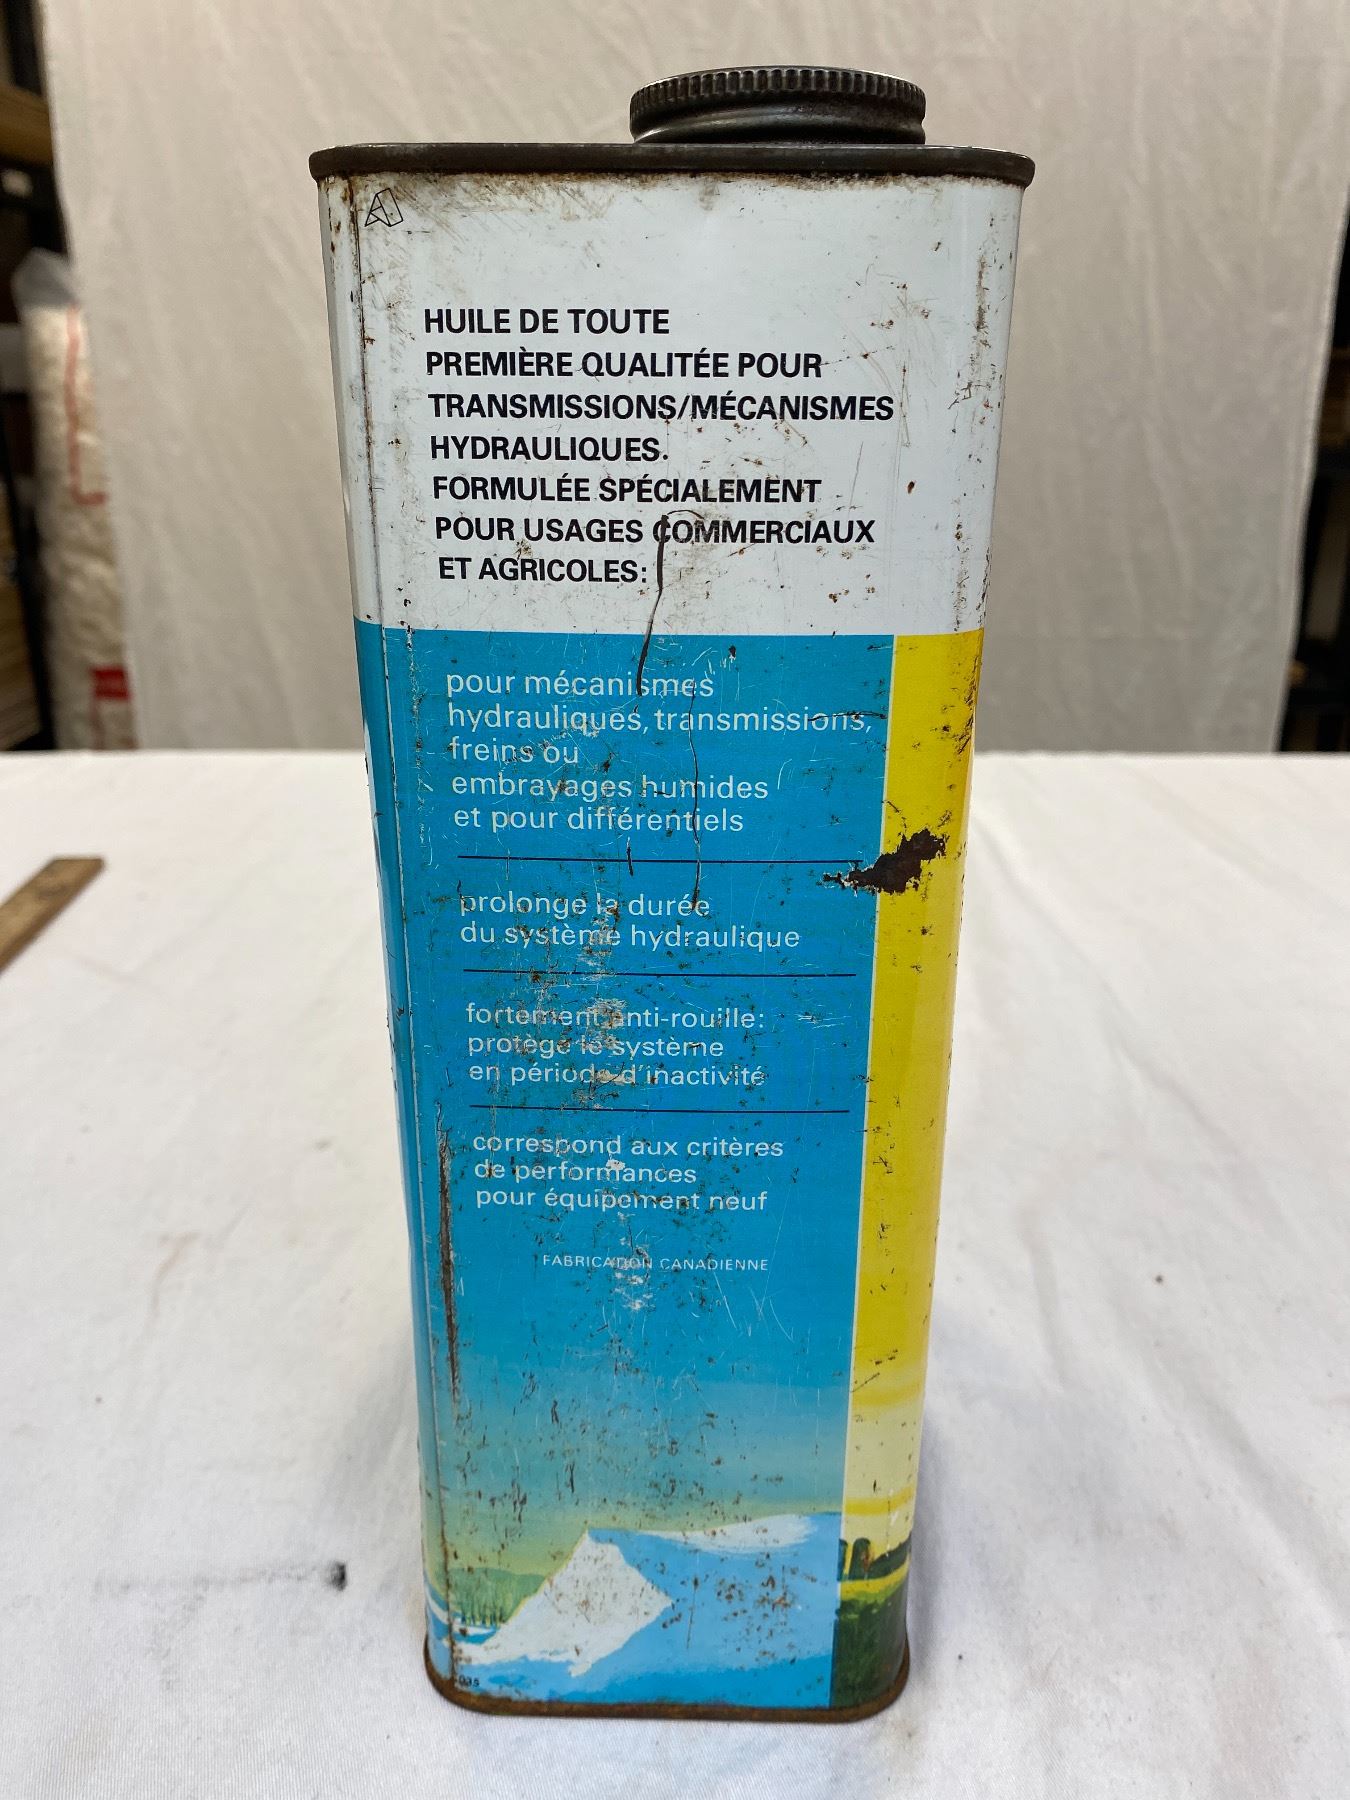 HUILE DE TOUTE
PREMIÈRE QUALITÉE POUR
TRANSMISSIONS/MÉCANISMES
HYDRAULIQUES.
FORMULÉE SPÉCIALEMENT
POUR USAGES COMMERCIAUX
ET AGRICOLES:
pour mécanismes
hydrauliques, transmissions,
freins ou
embrayages humides
et pour différentiels
prolonge la durée
du système hydraulique
fortement anti-rouille:
protège le système
en période d'inactivité
correspond aux critères
de performances
pour équipement neuf
FABRICATION CANADIENNE